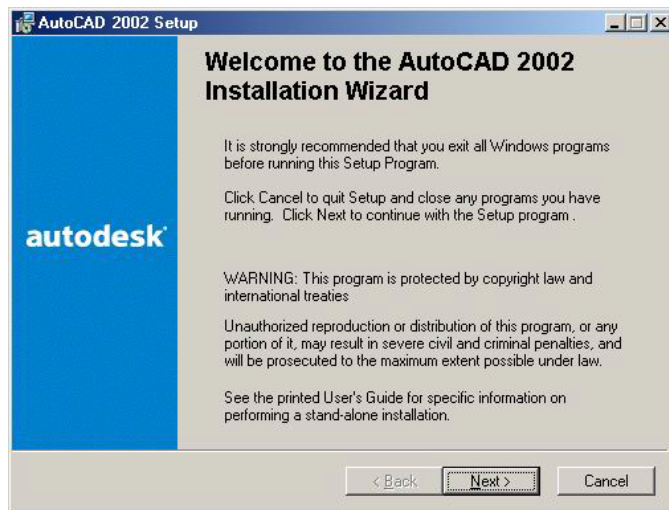 AutoCAD 2002 Setup
Welcome to the AutoCAD 2002
Installation Wizard
It is strongly recommended that you exit all Windows programs
before running this Setup Program.
Click Cancel to quit Setup and close any programs you have
running. Click Next to continue with the Setup program .
autodesk
WARNING: This program is protected by copyright law and
international treaties
Unauthorized reproduction or distribution of this program, or any
portion of it, may result in severe civil and criminal penalties, and
will be prosecuted to the maximum extent possible under law.
See the printed User's Guide for specific information on
performing a stand-alone installation.
< Back Next > Cancel